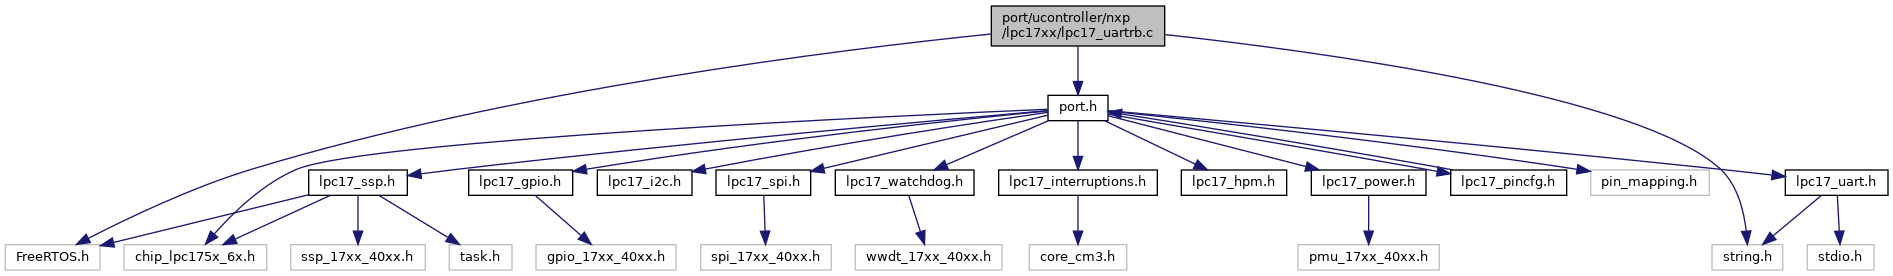 port/ucontroller/nxp
/lpc17xx/lpc17_uartrb.c
port.h
lpc17_ssp.h
lpc17_gpio.h
lpc17_i2c.h
lpc17_spi.h
lpc17_watchdog.h
lpc17_interruptions.h
lpc17_hpm.h
lpc17_power.h
lpc17_pincfg.h
pin_mapping.h
lpc17_uart.h
FreeRTOS.h
chip_lpc175x_6x.h
ssp_17xx_40xx.h
task.h
gpio_17xx_40xx.h
spi_17xx_40xx.h
wwdt_17xx_40xx.h
core_cm3.h
pmu_17xx_40xx.h
string.h
stdio.h